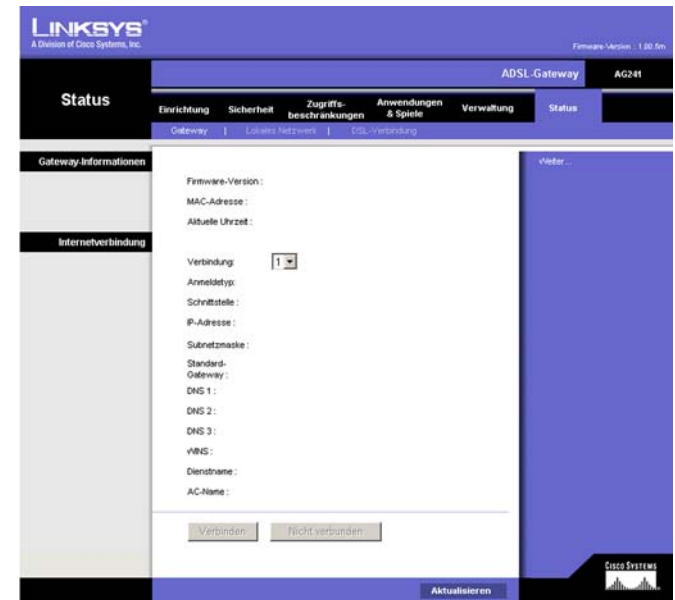 LINKSYS®
A Division of Cisco Systems, Inc.
Firmware-Version : 1.00.5m
ADSL-Gateway
AG241
Status
Einrichtung
Sicherheit
Zugriffs-
beschränkungen
Anwendungen
& Spiele
Verwaltung
Status
Gateway | Lokales Netzwerk | DSL-Verbindung
Gateway-Informationen
Weiter...
Firmware-Version :
MAC-Adresse :
Aktuelle Uhrzeit :
Internetverbindung
Verbindung: 1
Anmeldetyp:
Schnittstelle :
IP-Adresse :
Subnetzmaske :
Standard-
Gateway :
DNS 1 :
DNS 2 :
DNS 3 :
WINS :
Dienstname :
AC-Name :
Verbinden
Nicht verbunden
Aktualisieren
CISCO SYSTEMS